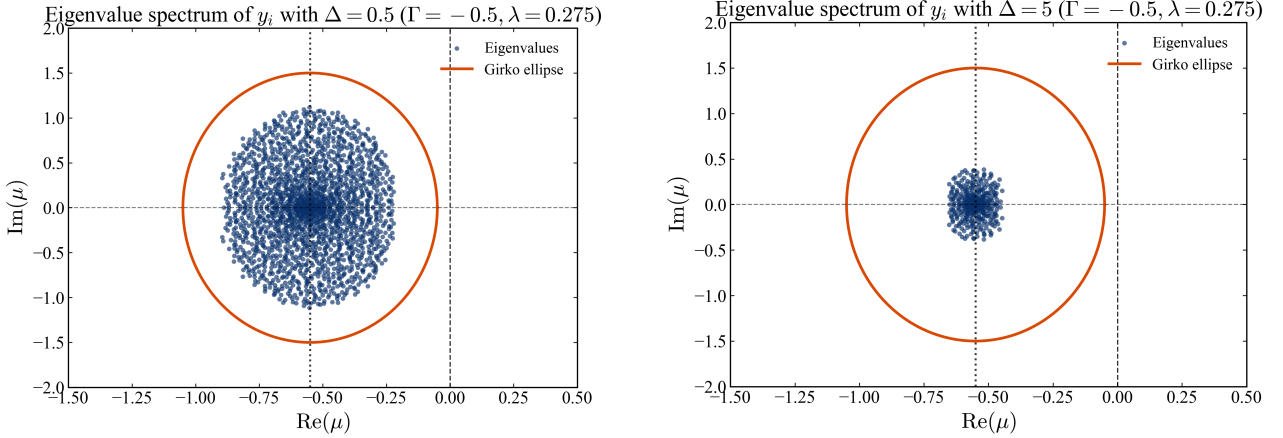 Eigenvalue spectrum of y_i with Δ = 0.5 (Γ = − 0.5, λ = 0.275)
2.0
1.5
1.0
0.5
0.0
−0.5
−1.0
−1.5
−2.0
Im(μ)
Eigenvalues
Girko ellipse
−1.50 −1.25 −1.00 −0.75 −0.50 −0.25 0.00 0.25 0.50
Re(μ)
Eigenvalue spectrum of y_i with Δ = 5 (Γ = − 0.5, λ = 0.275)
2.0
1.5
1.0
0.5
0.0
−0.5
−1.0
−1.5
−2.0
Im(μ)
Eigenvalues
Girko ellipse
−1.50 −1.25 −1.00 −0.75 −0.50 −0.25 0.00 0.25 0.50
Re(μ)